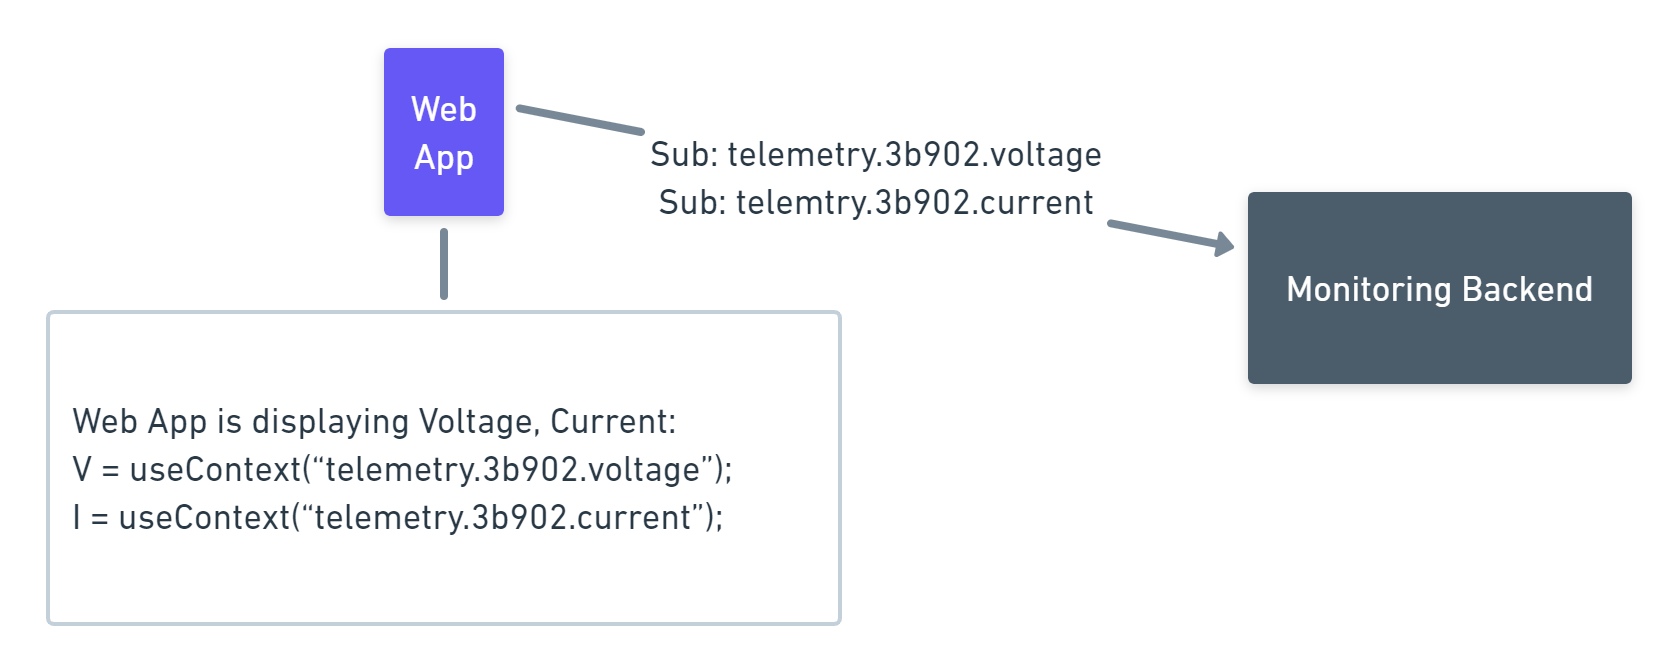 Web
App
Sub: telemetry.3b902.voltage
Sub: telemtry.3b902.current
Monitoring Backend
Web App is displaying Voltage, Current:
V = useContext(“telemetry.3b902.voltage”);
I = useContext(“telemetry.3b902.current”);